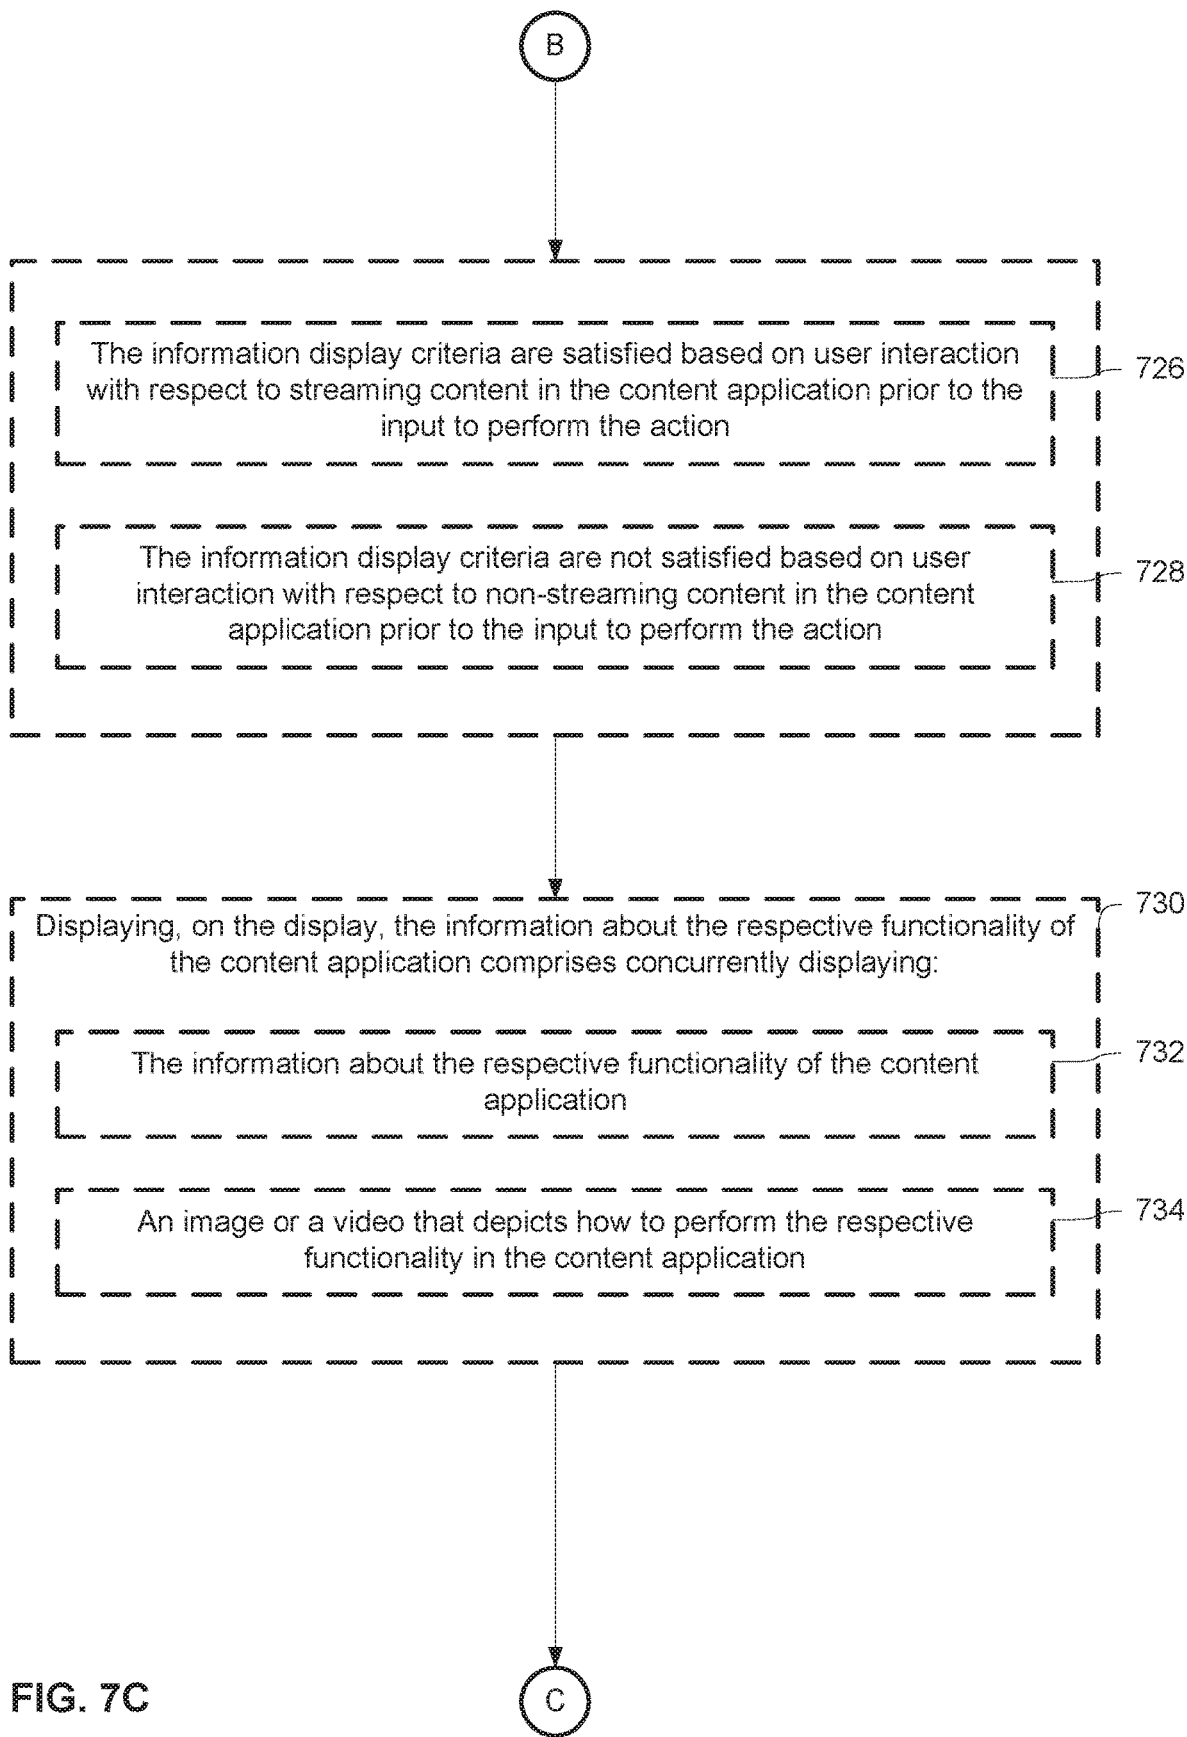 B
The information display criteria are satisfied based on user interaction
with respect to streaming content in the content application prior to the
input to perform the action
726
The information display criteria are not satisfied based on user
interaction with respect to non-streaming content in the content
application prior to the input to perform the action
728
730
Displaying, on the display, the information about the respective functionality of
the content application comprises concurrently displaying:
The information about the respective functionality of the content
application
732
An image or a video that depicts how to perform the respective
functionality in the content application
734
FIG. 7C
C